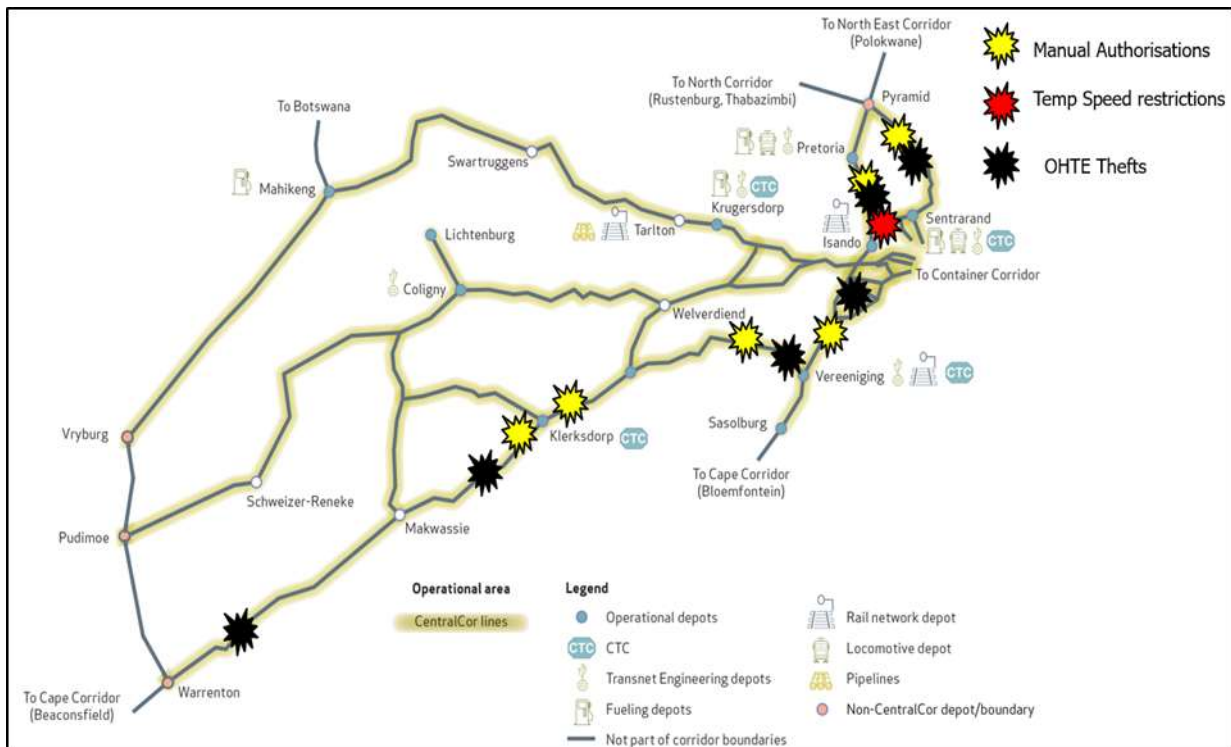 To North East Corridor
(Polokwane)
Manual Authorisations
To North Corridor
(Rustenburg, Thabazimbi)
Pyramid
Temp Speed restrictions
To Botswana
Swartruggens
Pretoria
OHTE Thefts
Mahikeng
CTC
Krugersdorp
Tarlton
Lichtenburg
Isando
Sentrarand
CTC
To Container Corridor
Coligny
Welverdiend
Vereeniging
CTC
Vryburg
Klerksdorp
CTC
Sasolburg
To Cape Corridor
(Bloemfontein)
Schweizer-Reneke
Makwassie
Pudimoe
Operational area
CentralCor lines
Legend
Operational depots
CTC
CTC
Transnet Engineering depots
Fueling depots
Not part of corridor boundaries
Rail network depot
Locomotive depot
Pipelines
Non-CentralCor depot/boundary
Warrenton
To Cape Corridor
(Beaconsfield)